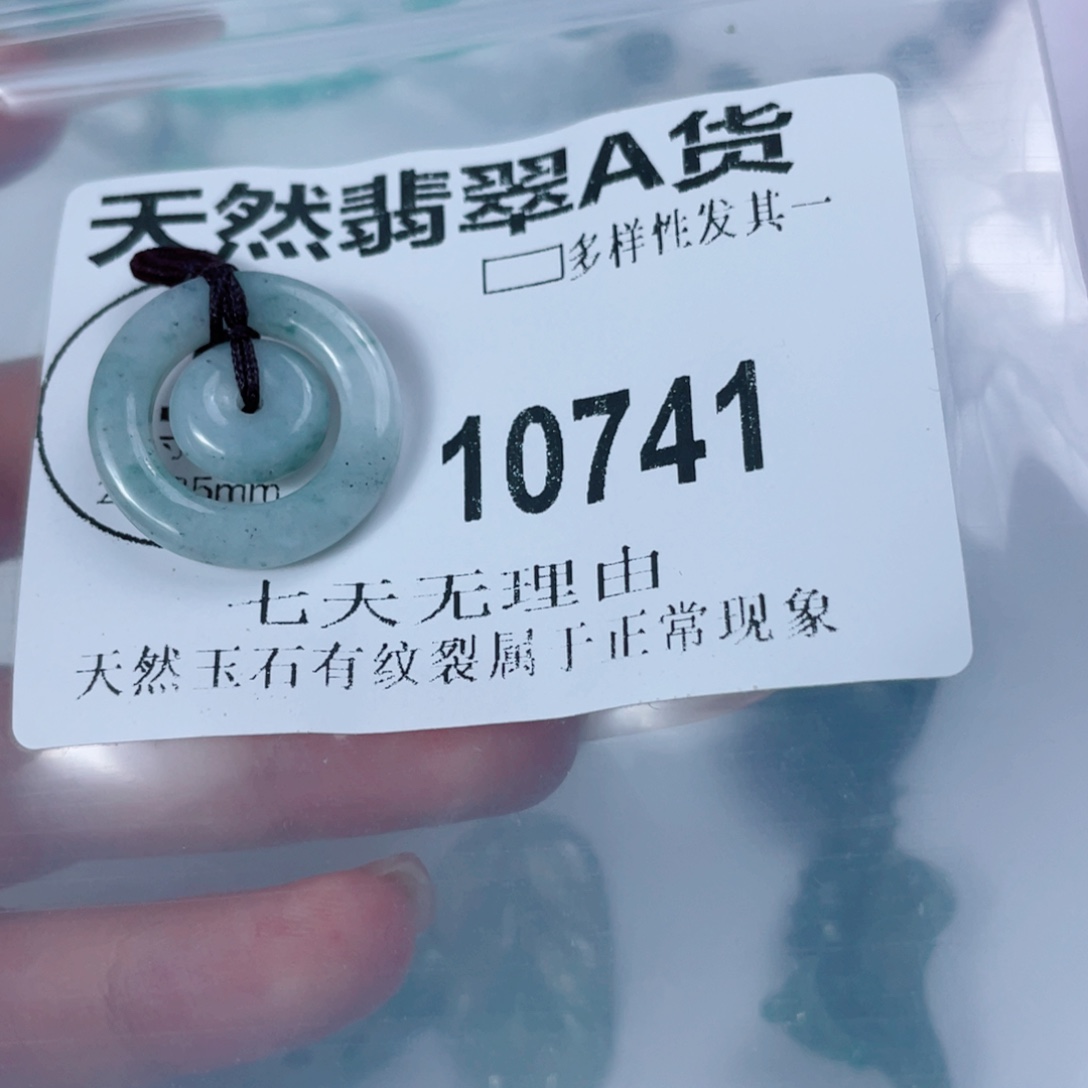 天然翡翠A货
多样性发其一
10741
5mm
七天无理由
天然玉石有纹裂属于正常现象